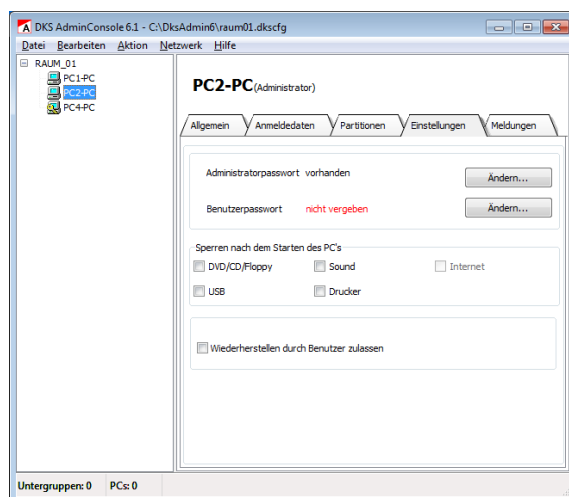 DKS AdminConsole 6.1 - C:\DksAdmin6\raum01.dkscfg
Datei Bearbeiten Aktion Netzwerk Hilfe
RAUM_01
PC1-PC
PC2-PC
PC4-PC
PC2-PC(Administrator)
Allgemein Anmeldedaten Partitionen Einstellungen Meldungen
Administratorpasswort vorhanden Ändern...
Benutzerpasswort nicht vergeben Ändern...
Sperren nach dem Starten des PC's
DVD/CD/Floppy Sound Internet
USB Drucker
Wiederherstellen durch Benutzer zulassen
Untergruppen: 0 PCs: 0